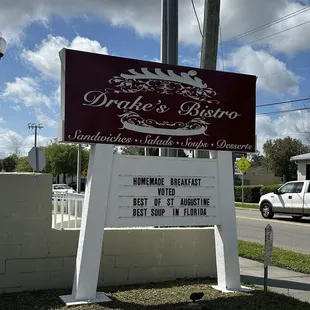 Drake's Bistro
Sandwiches • Salads • Soups • Desserts
HOMEMADE BREAKFAST
VOTED
BEST OF ST AUGUSTINE
BEST SOUP IN FLORIDA